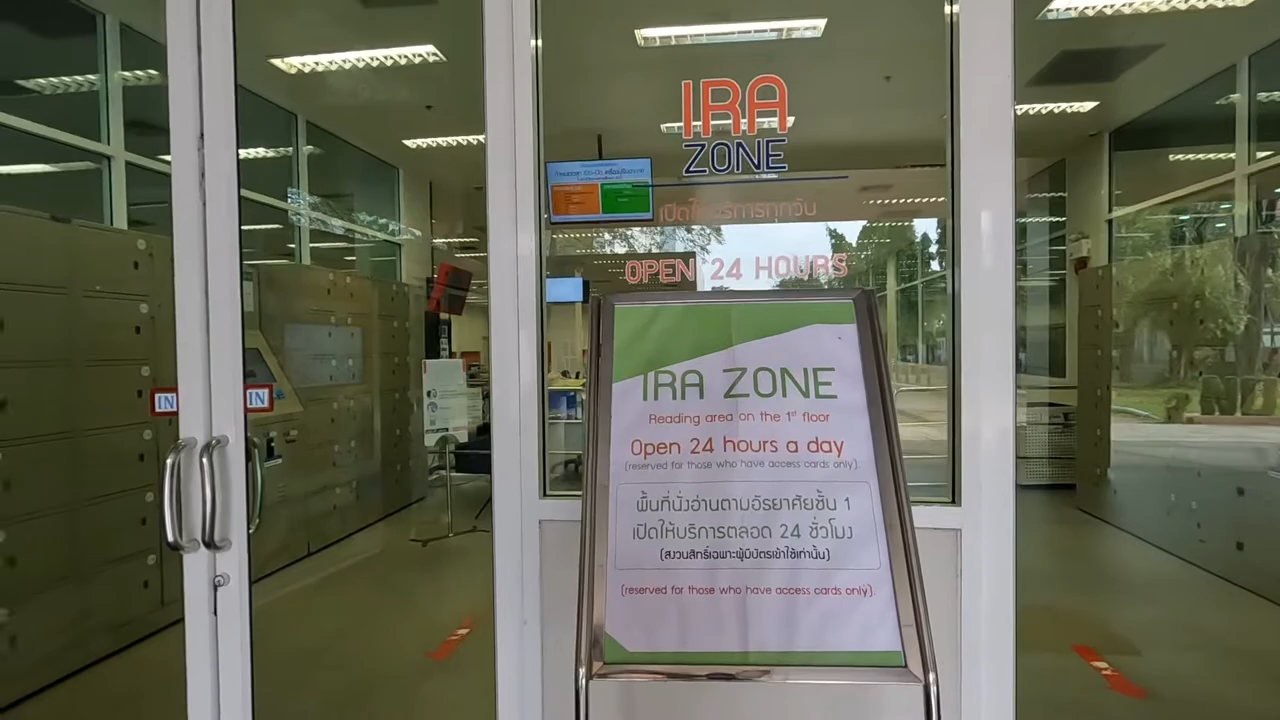 IRA
ZONE
เปิดให้บริการทุกวัน
OPEN 24 HOURS
IN
IN
IRA ZONE
Reading area on the 1st floor
Open 24 hours a day
(reserved for those who have access cards only).
พื้นที่นั่งอ่านตามอัธยาศัยชั้น 1
เปิดให้บริการตลอด 24 ชั่วโมง
(สงวนสิทธิ์เฉพาะผู้มีบัตรเข้าใช้เท่านั้น)
(reserved for those who have access cards only).